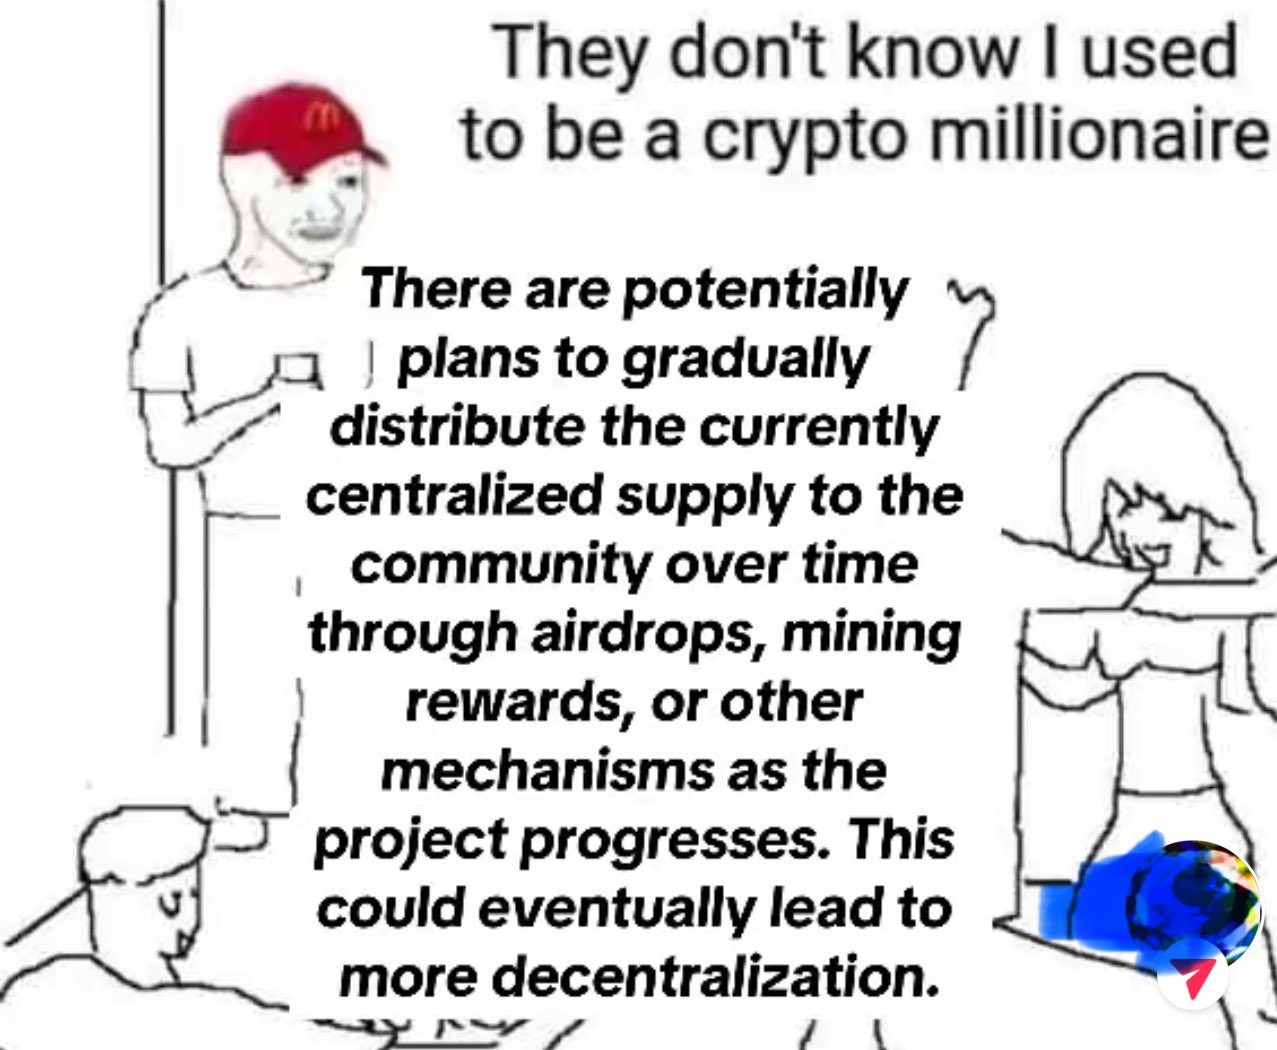 They don't know I used
to be a crypto millionaire
There are potentially
plans to gradually
distribute the currently
centralized supply to the
community over time
through airdrops, mining
rewards, or other
mechanisms as the
project progresses. This
could eventually lead to
more decentralization.